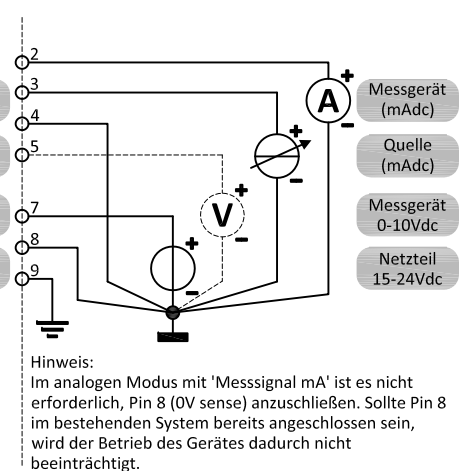 2
3
4
5
7
8
9
+
A
-
+
-
+
V
-
+
-
Messgerät
(mAdc)
Quelle
(mAdc)
Messgerät
0-10Vdc
Netzteil
15-24Vdc
Hinweis:
Im analogen Modus mit 'Messsignal mA' ist es nicht
erforderlich, Pin 8 (0V sense) anzuschließen. Sollte Pin 8
im bestehenden System bereits angeschlossen sein,
wird der Betrieb des Gerätes dadurch nicht
beeinträchtigt.